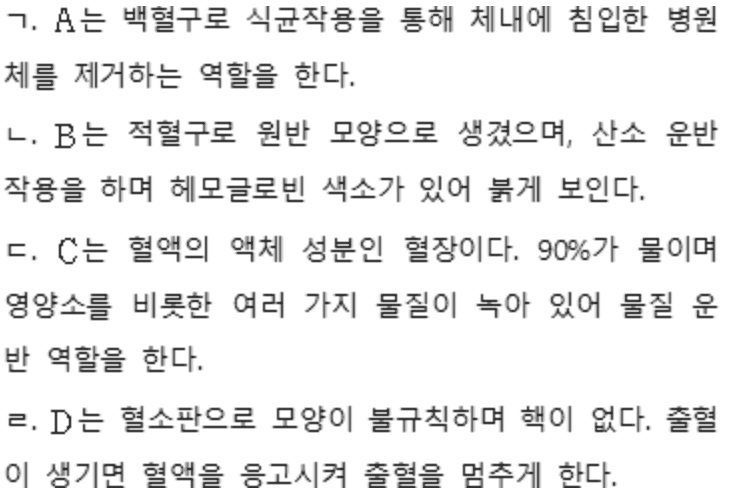 ㄱ. A는 백혈구로 식균작용을 통해 체내에 침입한 병원
체를 제거하는 역할을 한다.
ㄴ. B는 적혈구로 원반 모양으로 생겼으며, 산소 운반
작용을 하며 헤모글로빈 색소가 있어 붉게 보인다.
ㄷ. C는 혈액의 액체 성분인 혈장이다. 90%가 물이며
영양소를 비롯한 여러 가지 물질이 녹아 있어 물질 운
반 역할을 한다.
ㄹ. D는 혈소판으로 모양이 불규칙하며 핵이 없다. 출혈
이 생기면 혈액을 응고시켜 출혈을 멈추게 한다.